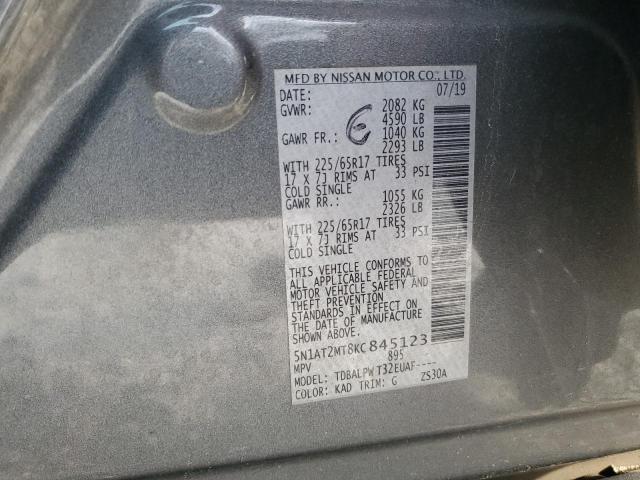 MFD BY NISSAN MOTOR CO., LTD.
DATE: 07/19
GVWR: 2082 KG
4590 LB
GAWR FR.: 1040 KG
2293 LB
WITH 225/65R17 TIRES
17 X 7J RIMS AT 33 PSI
COLD SINGLE
GAWR RR.: 1055 KG
2326 LB
WITH 225/65R17 TIRES
17 X 7J RIMS AT 33 PSI
COLD SINGLE
THIS VEHICLE CONFORMS TO
ALL APPLICABLE FEDERAL
MOTOR VEHICLE SAFETY AND
THEFT PREVENTION
STANDARDS IN EFFECT ON
THE DATE OF MANUFACTURE
SHOWN ABOVE.
5N1AT2MT8KC845123
MPV 895
MODEL: TDBALPW T32EUAF----
COLOR: KAD TRIM: G ZS30A